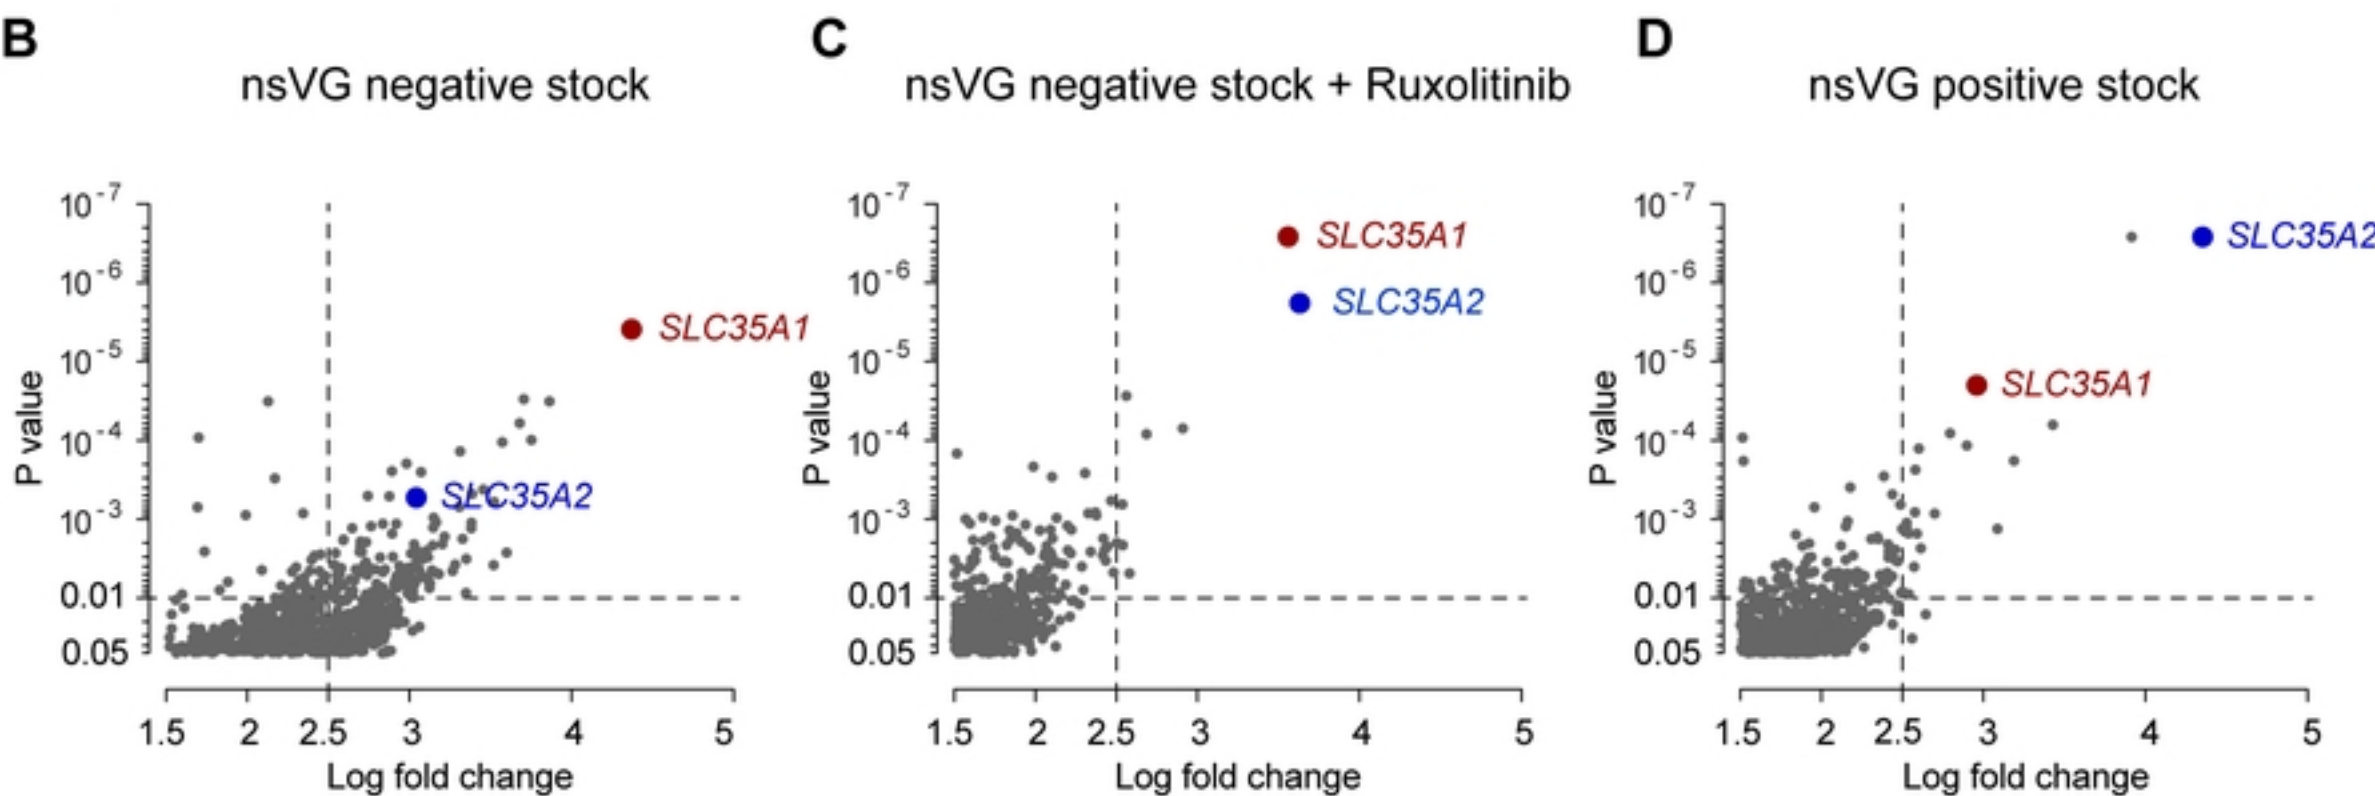 B
nsVG negative stock
P value
10-7
10-6
10-5
10-4
10-3
0.01
0.05
SLC35A1
SLC35A2
1.5 2 2.5 3 4 5
Log fold change
C
nsVG negative stock + Ruxolitinib
P value
10-7
10-6
10-5
10-4
10-3
0.01
0.05
SLC35A1
SLC35A2
1.5 2 2.5 3 4 5
Log fold change
D
nsVG positive stock
P value
10-7
10-6
10-5
10-4
10-3
0.01
0.05
SLC35A2
SLC35A1
1.5 2 2.5 3 4 5
Log fold change